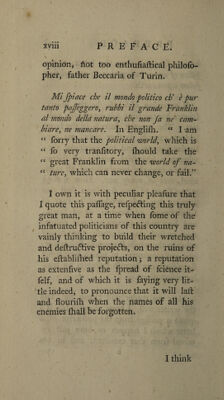 xviii PREFACE.
opinion, not too enthuſiaſtical philoſo-
pher, father Beccaria of Turin.
Mi ſpiace che il mondo politico ch' è pur
tanto paſſeggero, rubbi il grande Franklin
al mondo della natura, che non ſa ne' cam-
biare, ne mancare. In Engliſh. “ I am
“ ſorry that the political world, which is
“ ſo very tranſitory, ſhould take the
“ great Franklin from the world of na-
“ ture, which can never change, or fail.”
I own it is with peculiar pleaſure that
I quote this paſſage, reſpecting this truly
great man, at a time when ſome of the
infatuated politicians of this country are
vainly thinking to build their wretched
and deſtructive projects, on the ruins of
his eſtabliſhed reputation; a reputation
as extenſive as the ſpread of ſcience it-
ſelf, and of which it is ſaying very lit-
tle indeed, to pronounce that it will laſt
and flouriſh when the names of all his
enemies ſhall be forgotten.
I think